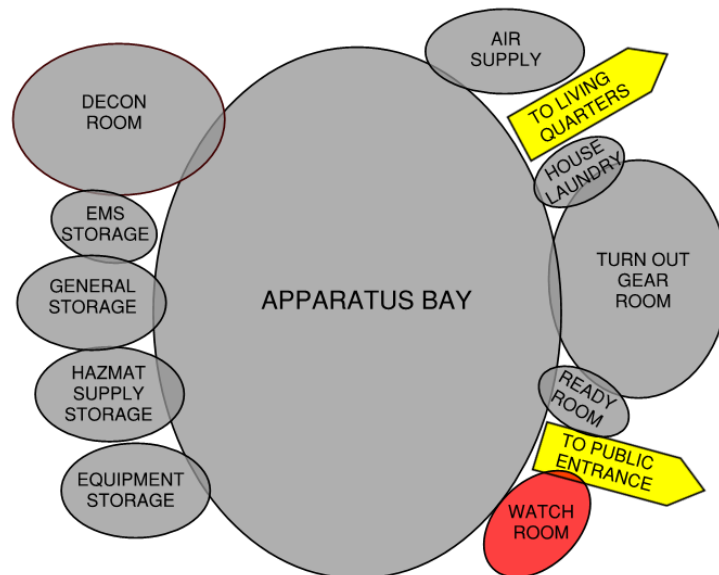 AIR
SUPPLY
DECON
ROOM
TO LIVING
QUARTERS
HOUSE
LAUNDRY
EMS
STORAGE
TURN OUT
GEAR
ROOM
GENERAL
STORAGE
APPARATUS BAY
HAZMAT
SUPPLY
STORAGE
READY
ROOM
TO PUBLIC
ENTRANCE
EQUIPMENT
STORAGE
WATCH
ROOM